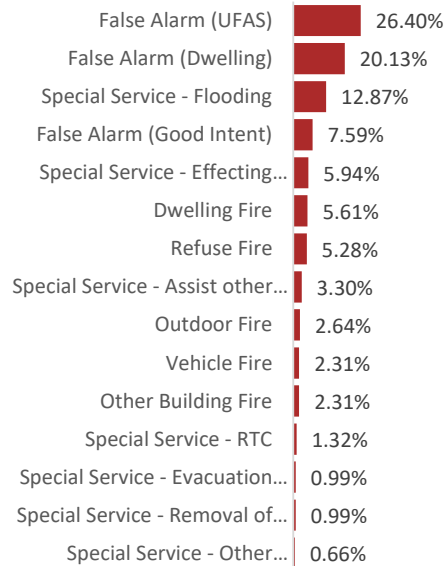 False Alarm (UFAS) 26.40%
False Alarm (Dwelling) 20.13%
Special Service - Flooding 12.87%
False Alarm (Good Intent) 7.59%
Special Service - Effecting... 5.94%
Dwelling Fire 5.61%
Refuse Fire 5.28%
Special Service - Assist other... 3.30%
Outdoor Fire 2.64%
Vehicle Fire 2.31%
Other Building Fire 2.31%
Special Service - RTC 1.32%
Special Service - Evacuation... 0.99%
Special Service - Removal of... 0.99%
Special Service - Other... 0.66%